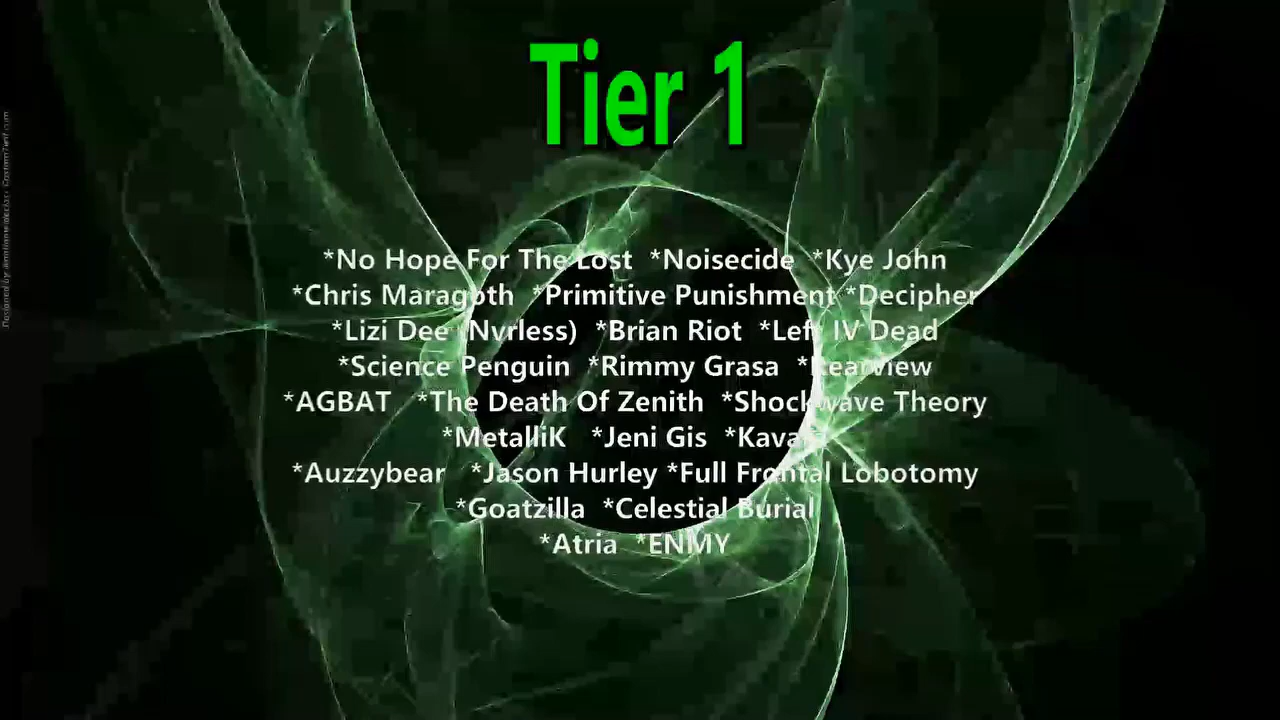 Tier 1
*No Hope For The Lost *Noisecide *Kye John
*Chris Maragoth *Primitive Punishment *Decipher
*Lizi Dee (Nvrless) *Brian Riot *Left IV Dead
*Science Penguin *Rimmy Grasa *Rearview
*AGBAT *The Death Of Zenith *Shockwave Theory
*MetalliK *Jeni Gis
*Auzzybear *Jason Hurley *Full Frontal Lobotomy
*Goatzilla *Celestial Burial
*Atria *ENMY
Designed by